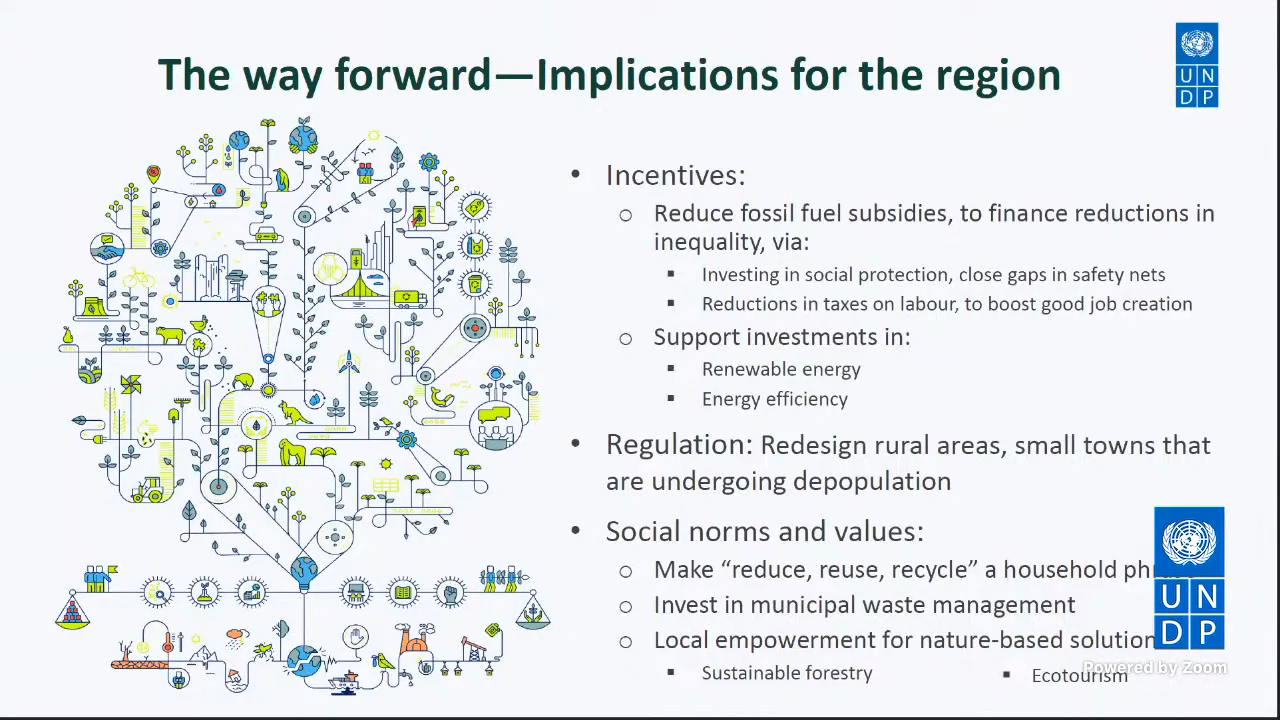 The way forward—Implications for the region
U N
D P
• Incentives:
o Reduce fossil fuel subsidies, to finance reductions in
inequality, via:
▪ Investing in social protection, close gaps in safety nets
▪ Reductions in taxes on labour, to boost good job creation
o Support investments in:
▪ Renewable energy
▪ Energy efficiency
• Regulation: Redesign rural areas, small towns that
are undergoing depopulation
• Social norms and values:
o Make “reduce, reuse, recycle” a household
o Invest in municipal waste management
o Local empowerment for nature-based solution
▪ Sustainable forestry ▪ Ecotourism
U N
D P
Powered by Zoom